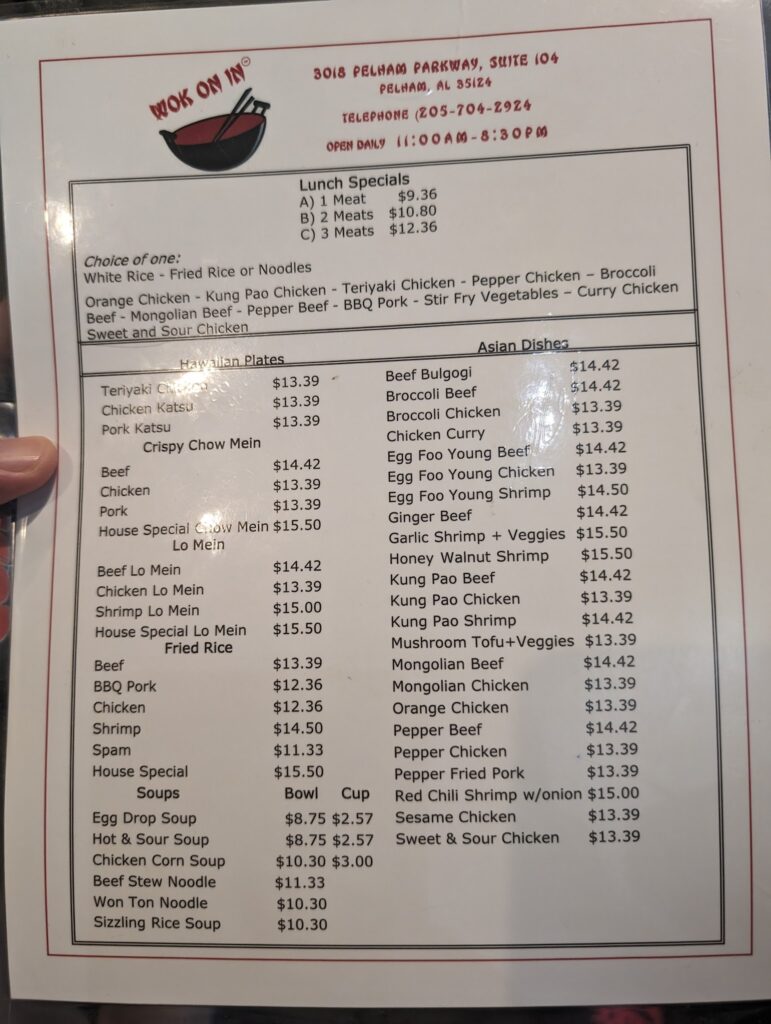 WOK ON IN
3018 PELHAM PARKWAY, SUITE 104
PELHAM, AL 35124
TELEPHONE (205-704-2924
OPEN DAILY 11:00AM-8:30PM
Lunch Specials
A) 1 Meat $9.36
B) 2 Meats $10.80
C) 3 Meats $12.36
Choice of one:
White Rice - Fried Rice or Noodles
Orange Chicken - Kung Pao Chicken - Teriyaki Chicken - Pepper Chicken – Broccoli
Beef - Mongolian Beef - Pepper Beef - BBQ Pork - Stir Fry Vegetables – Curry Chicken
Sweet and Sour Chicken
Hawaiian Plates
Teriyaki Chicken $13.39
Chicken Katsu $13.39
Pork Katsu $13.39
Crispy Chow Mein
Beef $14.42
Chicken $13.39
Pork $13.39
House Special Chow Mein $15.50
Lo Mein
Beef Lo Mein $14.42
Chicken Lo Mein $13.39
Shrimp Lo Mein $15.00
House Special Lo Mein $15.50
Fried Rice
Beef $13.39
BBQ Pork $12.36
Chicken $12.36
Shrimp $14.50
Spam $11.33
House Special $15.50
Soups Bowl Cup
Egg Drop Soup $8.75 $2.57
Hot & Sour Soup $8.75 $2.57
Chicken Corn Soup $10.30 $3.00
Beef Stew Noodle $11.33
Won Ton Noodle $10.30
Sizzling Rice Soup $10.30
Asian Dishes
Beef Bulgogi $14.42
Broccoli Beef $14.42
Broccoli Chicken $13.39
Chicken Curry $13.39
Egg Foo Young Beef $14.42
Egg Foo Young Chicken $13.39
Egg Foo Young Shrimp $14.50
Ginger Beef $14.42
Garlic Shrimp + Veggies $15.50
Honey Walnut Shrimp $15.50
Kung Pao Beef $14.42
Kung Pao Chicken $13.39
Kung Pao Shrimp $14.42
Mushroom Tofu+Veggies $13.39
Mongolian Beef $14.42
Mongolian Chicken $13.39
Orange Chicken $13.39
Pepper Beef $14.42
Pepper Chicken $13.39
Pepper Fried Pork $13.39
Red Chili Shrimp w/onion $15.00
Sesame Chicken $13.39
Sweet & Sour Chicken $13.39